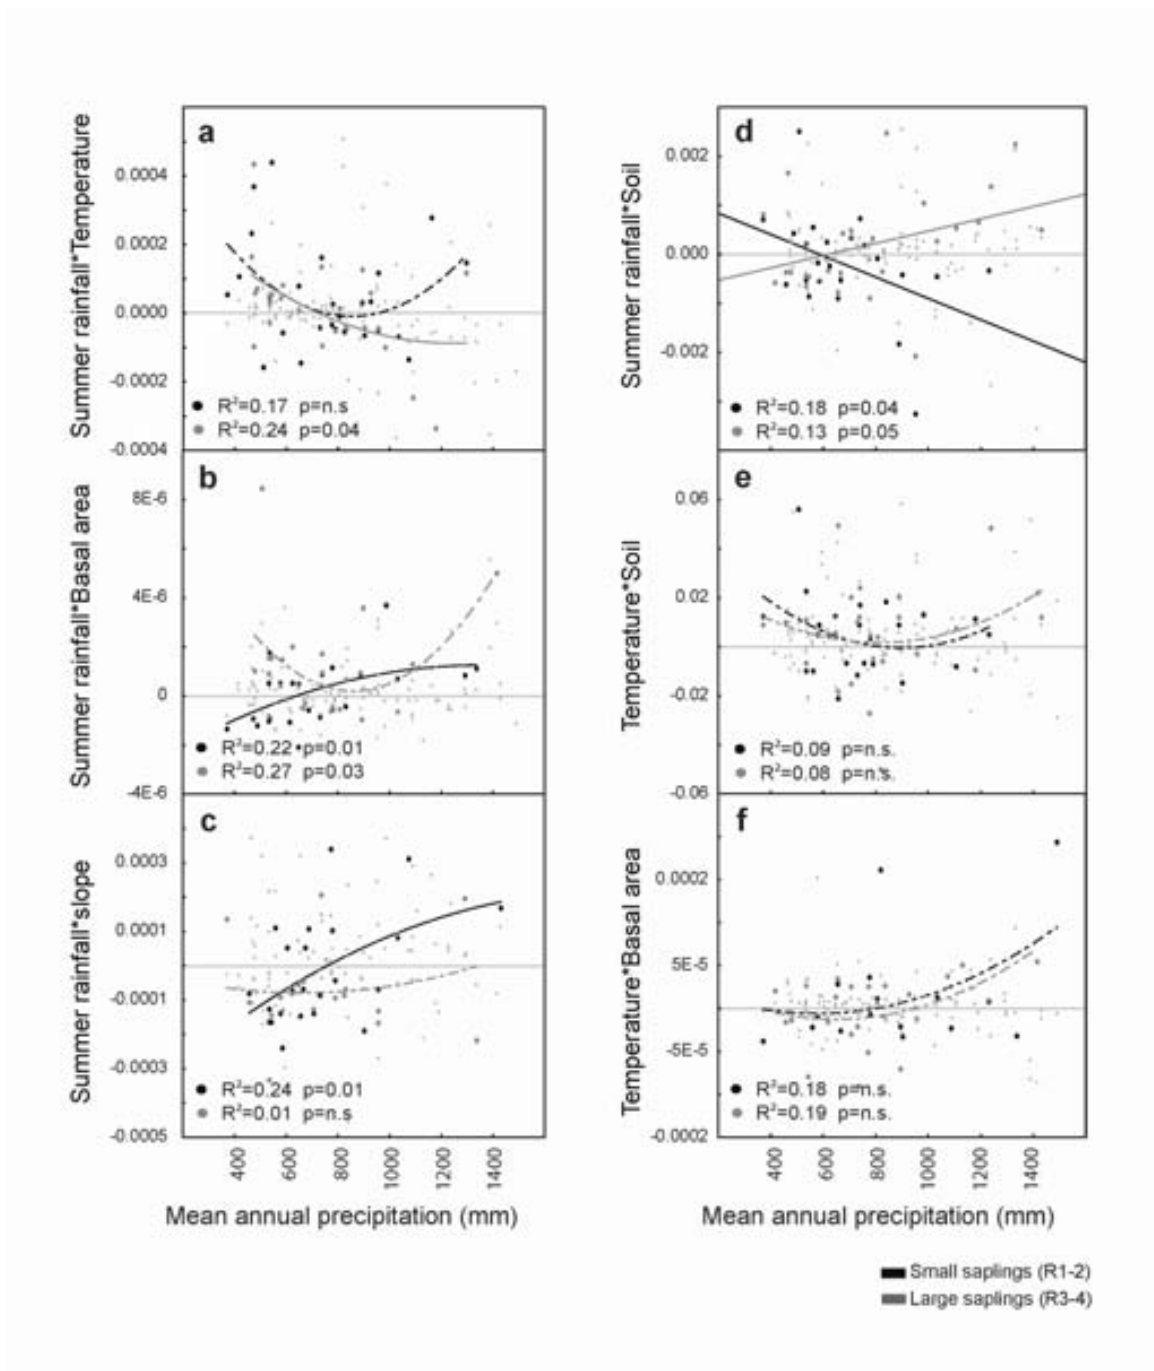 a
Summer rainfall*Temperature
0.0004
0.0002
0.0000
-0.0002
-0.0004
R²=0.17 p=n.s
R²=0.24 p=0.04
b
Summer rainfall*Basal area
8E-6
4E-6
0
-4E-6
R²=0.22 p=0.01
R²=0.27 p=0.03
c
Summer rainfall*slope
0.0003
0.0001
-0.0001
-0.0003
-0.0005
R²=0.24 p=0.01
R²=0.01 p=n.s
400 600 800 1000 1200 1400
Mean annual precipitation (mm)
d
Summer rainfall*Soil
0.002
0.000
-0.002
R²=0.18 p=0.04
R²=0.13 p=0.05
e
Temperature*Soil
0.06
0.02
-0.02
-0.06
R²=0.09 p=n.s.
R²=0.08 p=n.s.
f
Temperature*Basal area
0.0002
5E-5
-5E-5
-0.0002
R²=0.18 p=n.s.
R²=0.19 p=n.s.
400 600 800 1000 1200 1400
Mean annual precipitation (mm)
Small saplings (R1-2)
Large saplings (R3-4)